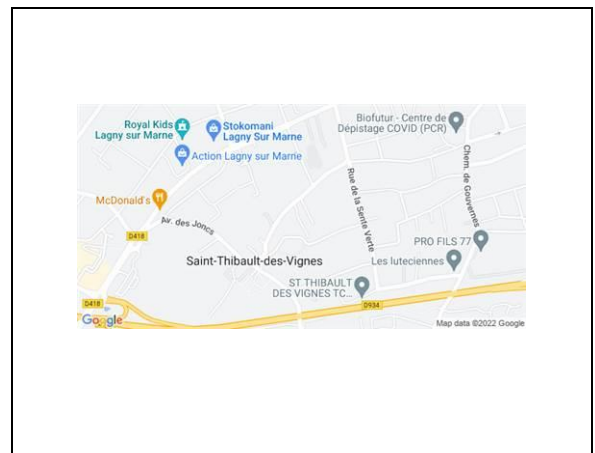 Royal Kids
Lagny sur Marne
Stokomani
Lagny Sur Marne
Biofutur - Centre de
Dépistage COVID (PCR)
Action Lagny sur Marne
Chem. de Gouvernes
Rue de la Sente Verte
McDonald's
Av. des Joncs
D418
PRO FILS 77
Saint-Thibault-des-Vignes
Les luteciennes
ST THIBAULT
DES VIGNES TC...
D418
D934
Google
Map data ©2022 Google